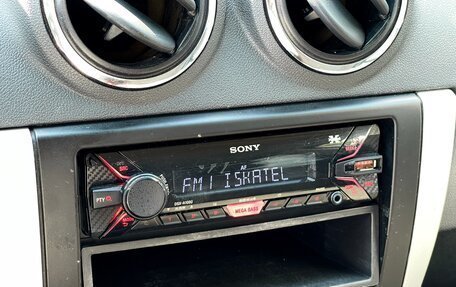 SONY
AF
FM1 ISKATEL
PTY
MEGA BASS